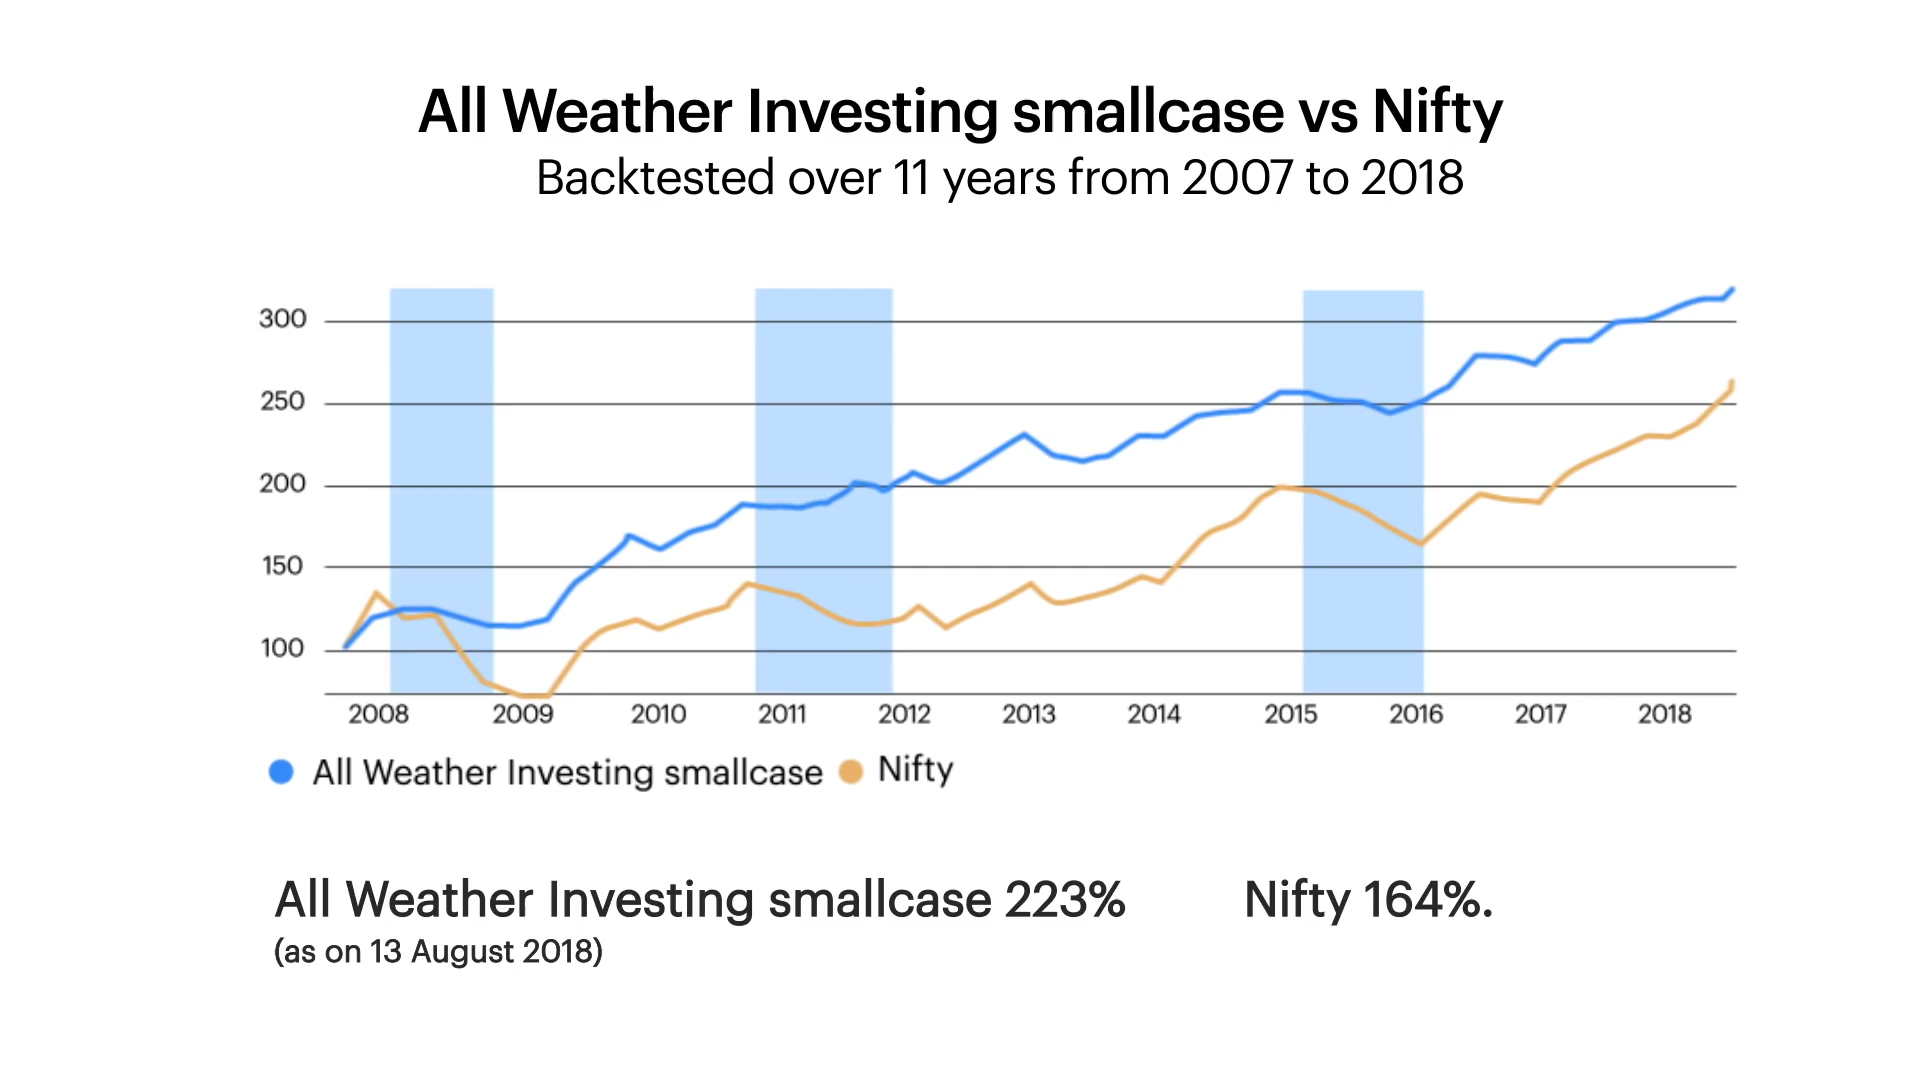 All Weather Investing smallcase vs Nifty
Backtested over 11 years from 2007 to 2018
300
250
200
150
100
2008 2009 2010 2011 2012 2013 2014 2015 2016 2017 2018
All Weather Investing smallcase Nifty
All Weather Investing smallcase 223% Nifty 164%.
(as on 13 August 2018)